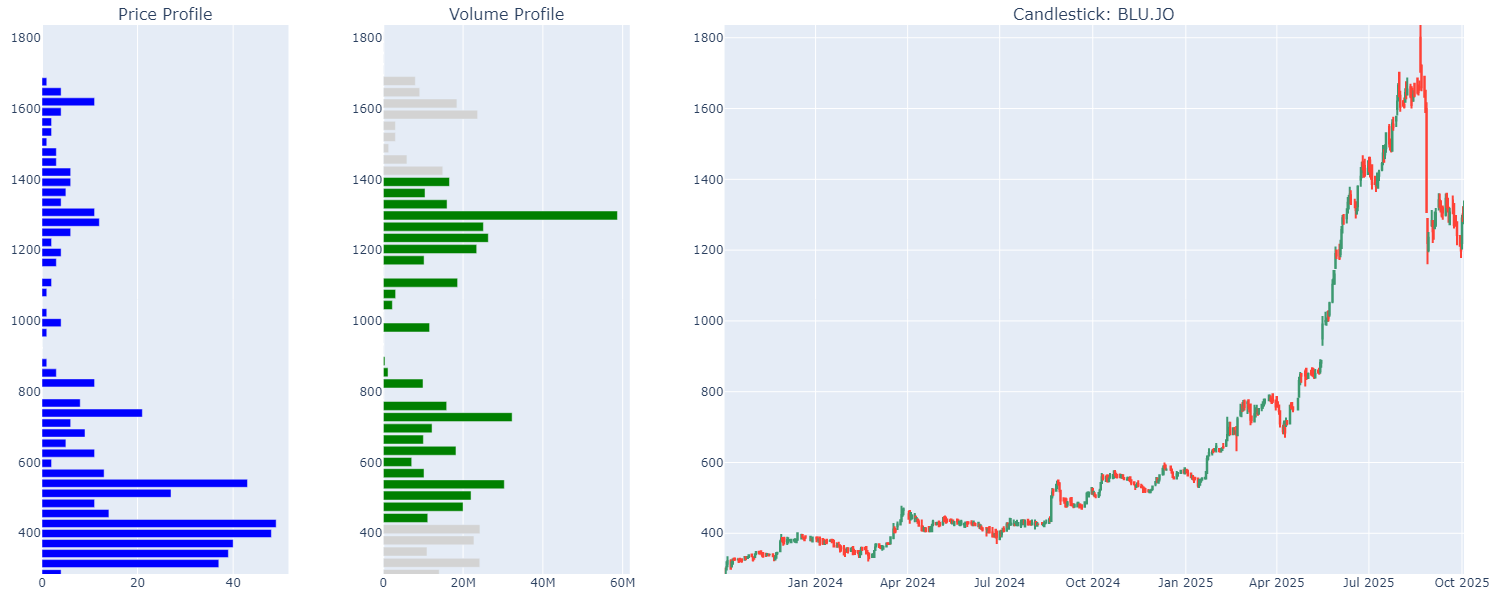 Price Profile
Volume Profile
Candlestick: BLU.JO
1800
1600
1400
1200
1000
800
600
400
0
20
40
1800
1600
1400
1200
1000
800
600
400
0
20M
40M
60M
1800
1600
1400
1200
1000
800
600
400
Jan 2024
Apr 2024
Jul 2024
Oct 2024
Jan 2025
Apr 2025
Jul 2025
Oct 2025